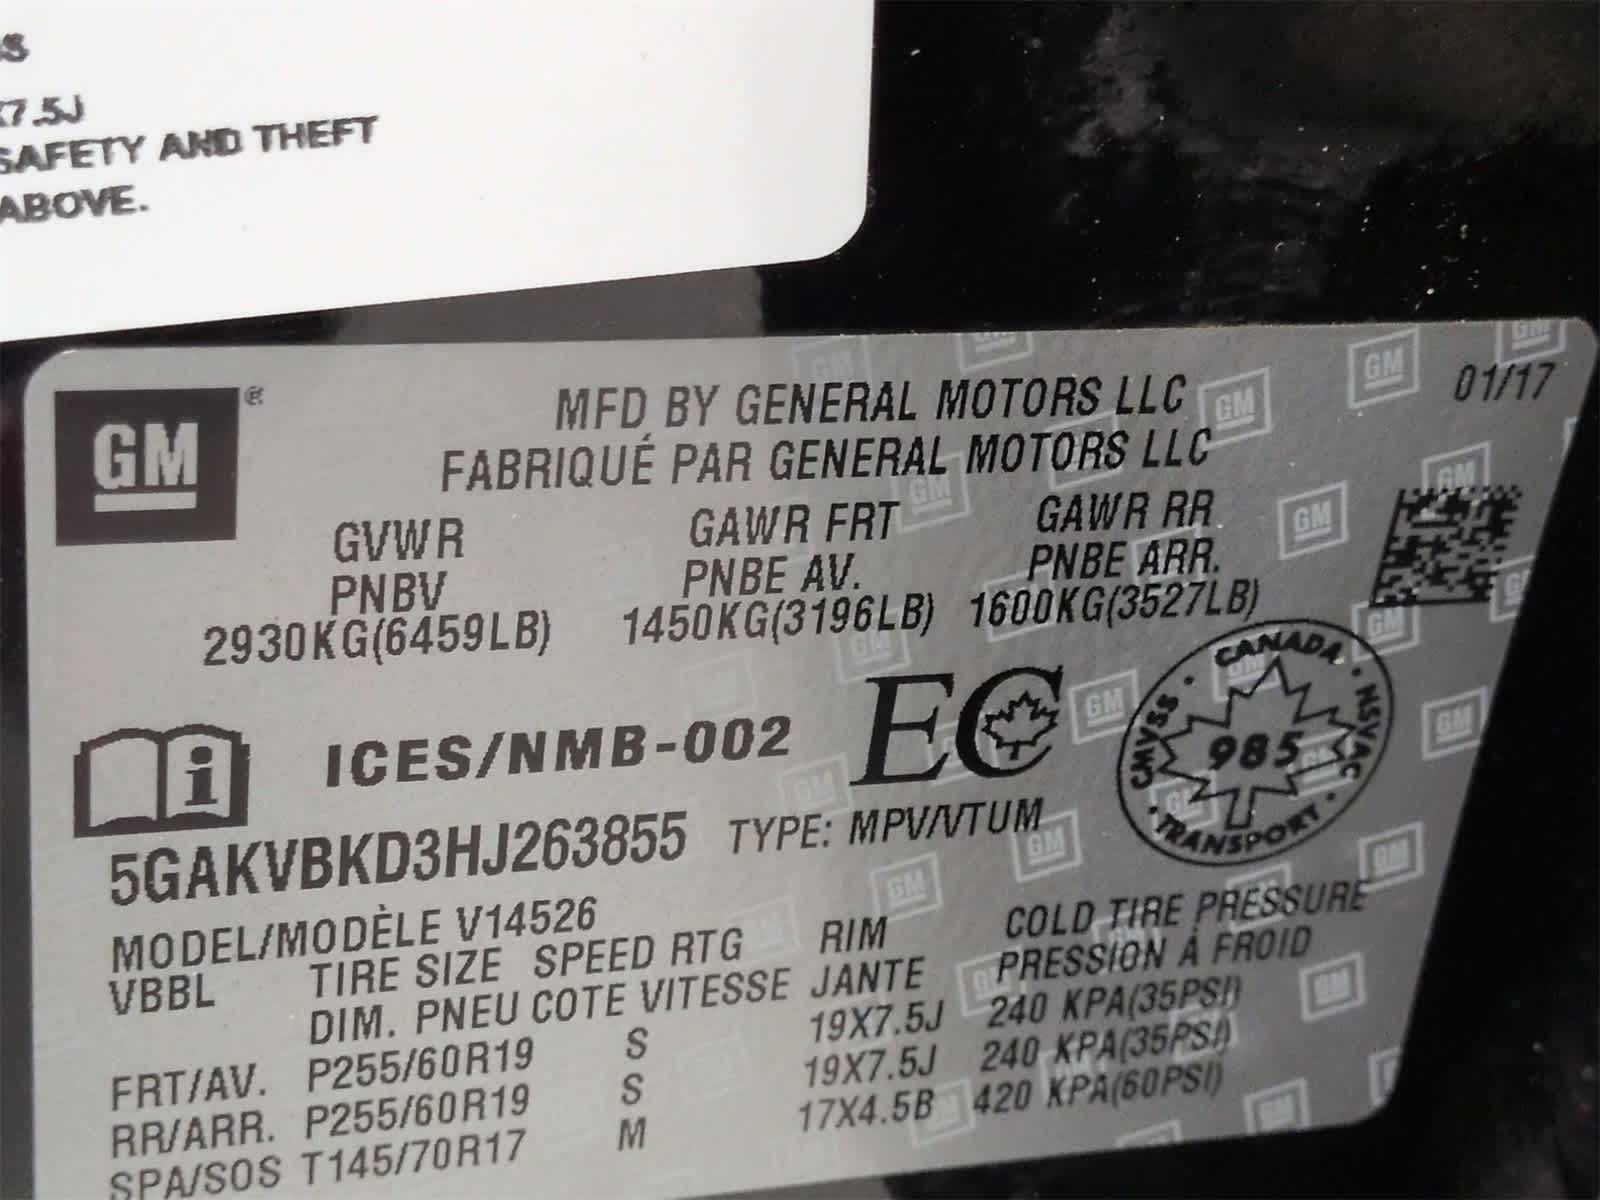 X7.5J
SAFETY AND THEFT
ABOVE.
GM ®
MFD BY GENERAL MOTORS LLC
01/17
FABRIQUÉ PAR GENERAL MOTORS LLC
GVWR GAWR FRT GAWR RR
PNBV PNBE AV. PNBE ARR.
2930KG(6459LB) 1450KG(3196LB) 1600KG(3527LB)
ICES/NMB-002 EC
CANADA · NSVAC · TRANSPORT · CMVSS ·
985
5GAKVBKD3HJ263855 TYPE: MPV/VTUM
MODEL/MODÈLE V14526
VBBL TIRE SIZE SPEED RTG RIM COLD TIRE PRESSURE
DIM. PNEU COTE VITESSE JANTE PRESSION À FROID
FRT/AV. P255/60R19 S 19X7.5J 240 KPA(35PSI)
RR/ARR. P255/60R19 S 19X7.5J 240 KPA(35PSI)
SPA/SOS T145/70R17 M 17X4.5B 420 KPA(60PSI)